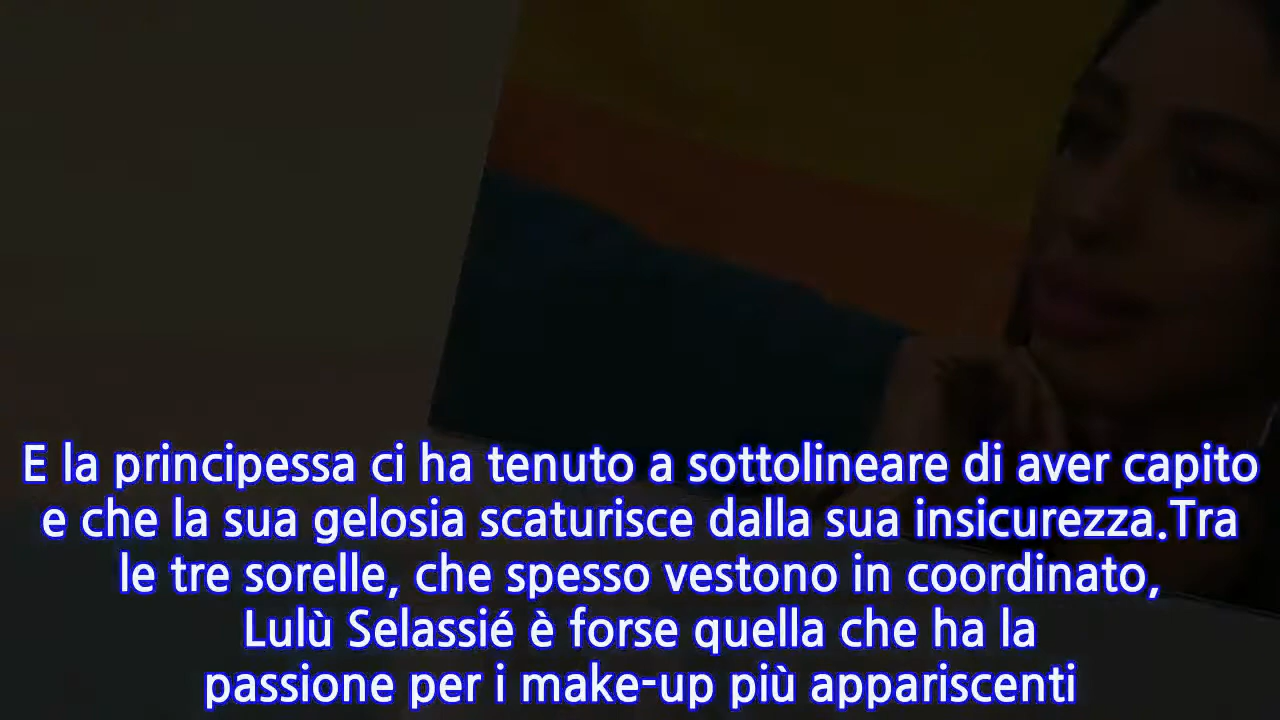 E la principessa ci ha tenuto a sottolineare di aver capito
e che la sua gelosia scaturisce dalla sua insicurezza.Tra
le tre sorelle, che spesso vestono in coordinato,
Lulù Selassié è forse quella che ha la
passione per i make-up più appariscenti